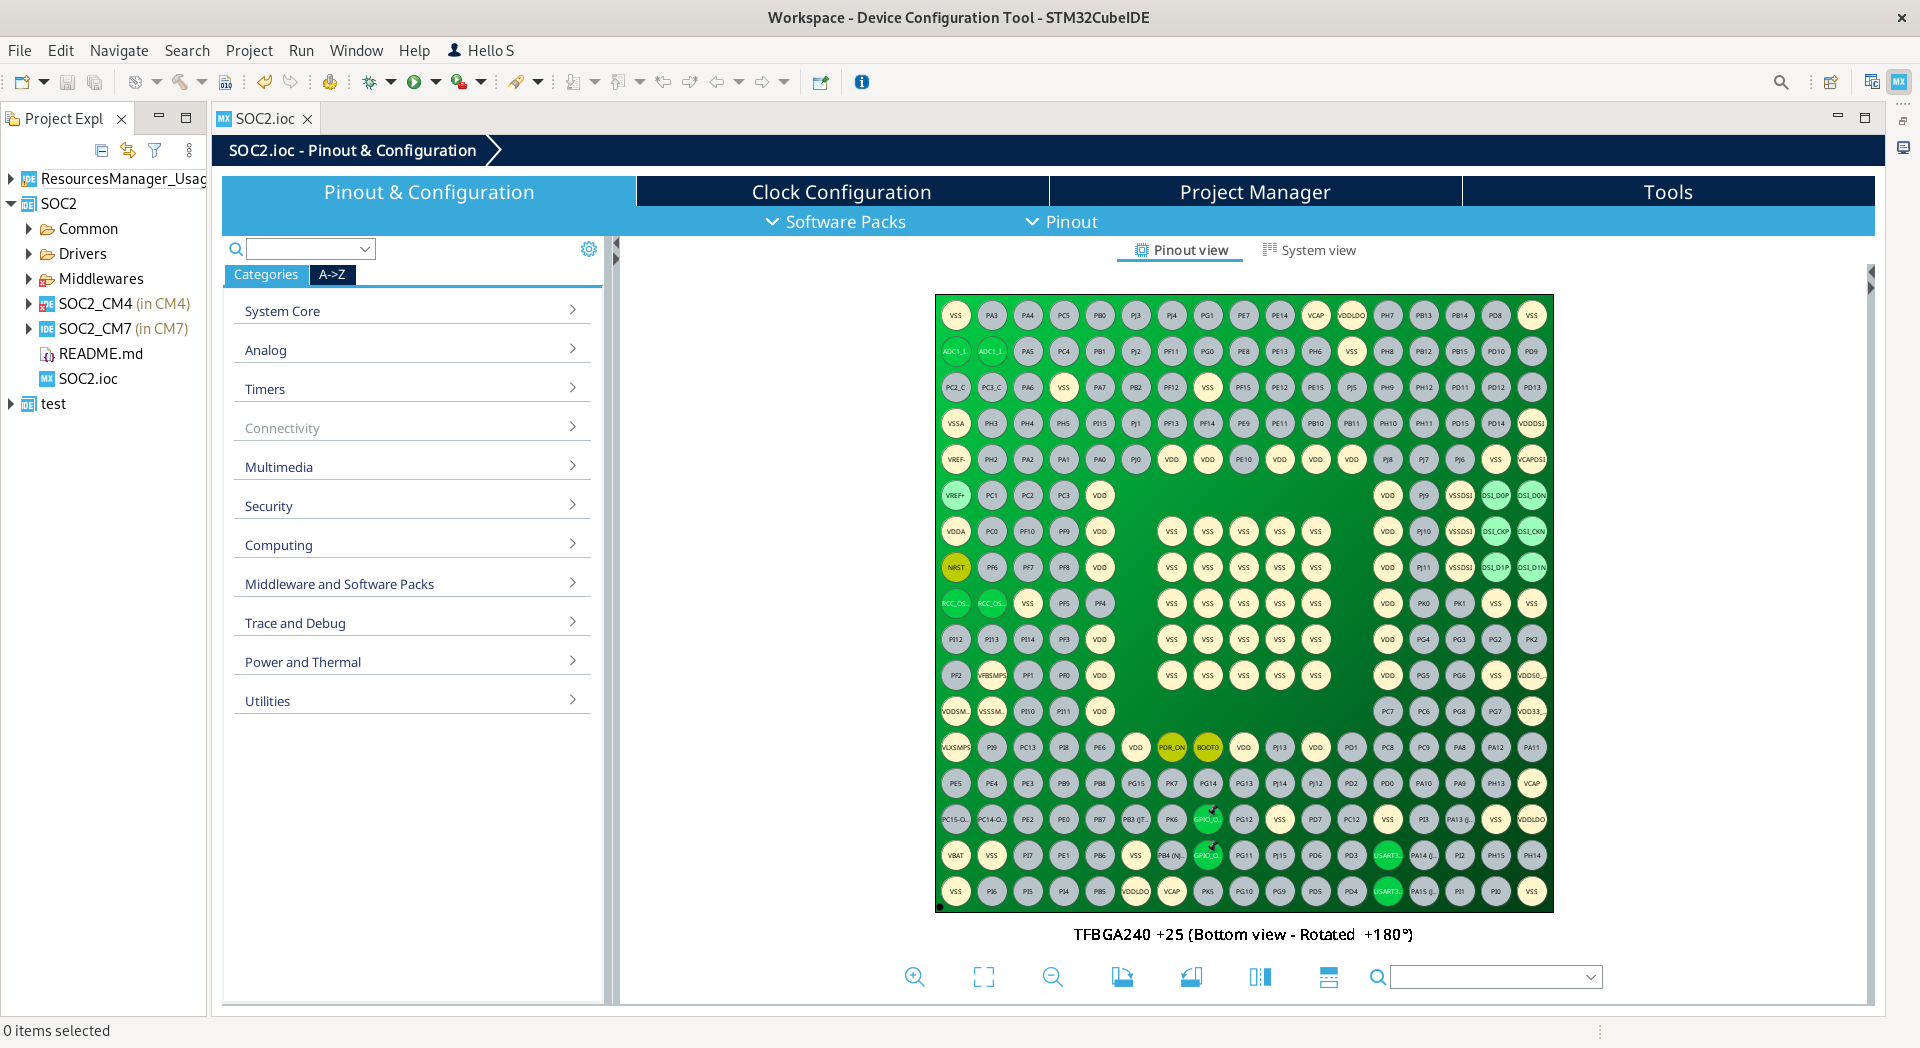 Workspace - Device Configuration Tool - STM32CubeIDE
File Edit Navigate Search Project Run Window Help Hello S
Project Expl
SOC2.ioc
SOC2.ioc - Pinout & Configuration
ResourcesManager_Usag
SOC2
Common
Drivers
Middlewares
SOC2_CM4 (in CM4)
SOC2_CM7 (in CM7)
README.md
SOC2.ioc
test
Pinout & Configuration Clock Configuration Project Manager Tools
Software Packs Pinout
Categories A->Z
System Core
Analog
Timers
Connectivity
Multimedia
Security
Computing
Middleware and Software Packs
Trace and Debug
Power and Thermal
Utilities
Pinout view System view
VSS PA3 PA4 PC5 PB0 PJ3 PJ4 PG1 PE7 PE14 VCAP VDDLDO PH7 PB13 PB14 PD8 VSS
ADC1_I.. ADC1_I.. PA5 PC4 PB1 PJ2 PF11 PG0 PE8 PE13 PH6 VSS PH8 PB12 PB15 PD10 PD9
PC2_C PC3_C PA6 VSS PA7 PB2 PF12 VSS PF15 PE12 PE15 PJ5 PH9 PH12 PD11 PD12 PD13
VSSA PH3 PH4 PH5 PI15 PJ1 PF13 PF14 PE9 PE11 PB10 PB11 PH10 PH11 PD15 PD14 VDDDSI
VREF- PH2 PA2 PA1 PA0 PJ0 VDD VDD PE10 VDD VDD VDD PJ8 PJ7 PJ6 VSS VCAPDSI
VREF+ PC1 PC2 PC3 VDD VDD PJ9 VSSDSI DSI_D0P DSI_D0N
VDDA PC0 PF10 PF9 VDD VSS VSS VSS VSS VSS VDD PJ10 VSSDSI DSI_CKP DSI_CKN
NRST PF6 PF7 PF8 VDD VSS VSS VSS VSS VSS VDD PJ11 VSSDSI DSI_D1P DSI_D1N
RCC_OS.. RCC_OS.. VSS PF5 PF4 VSS VSS VSS VSS VSS VDD PK0 PK1 VSS VSS
PI12 PI13 PI14 PF3 VDD VSS VSS VSS VSS VSS VDD PG4 PG3 PG2 PK2
PF2 VFBSMPS PF1 PF0 VDD VSS VSS VSS VSS VSS VDD PG5 PG6 VSS VDD50_..
VDDSM.. VSSSM.. PI10 PI11 VDD PC7 PC6 PG8 PG7 VDD33_..
VLXSMPS PI9 PC13 PI8 PE6 VDD PDR_ON BOOT0 VDD PJ13 VDD PD1 PC8 PC9 PA8 PA12 PA11
PE5 PE4 PE3 PB9 PB8 PG15 PK7 PG14 PG13 PJ14 PJ12 PD2 PD0 PA10 PA9 PH13 VCAP
PC15-O.. PC14-O.. PE2 PE0 PB7 PB3 (JT.. PK6 GPIO_O.. PG12 VSS PD7 PC12 VSS PI3 PA13 (J.. VSS VDDLDO
VBAT VSS PI7 PE1 PB6 VSS PB4 (NJ.. GPIO_O.. PG11 PJ15 PD6 PD3 USART3.. PA14 (J.. PI2 PH15 PH14
VSS PI6 PI5 PI4 PB5 VDDLDO VCAP PK5 PG10 PG9 PD5 PD4 USART3.. PA15 (J.. PI1 PI0 VSS
TFBGA240 +25 (Bottom view - Rotated +180°)
0 items selected